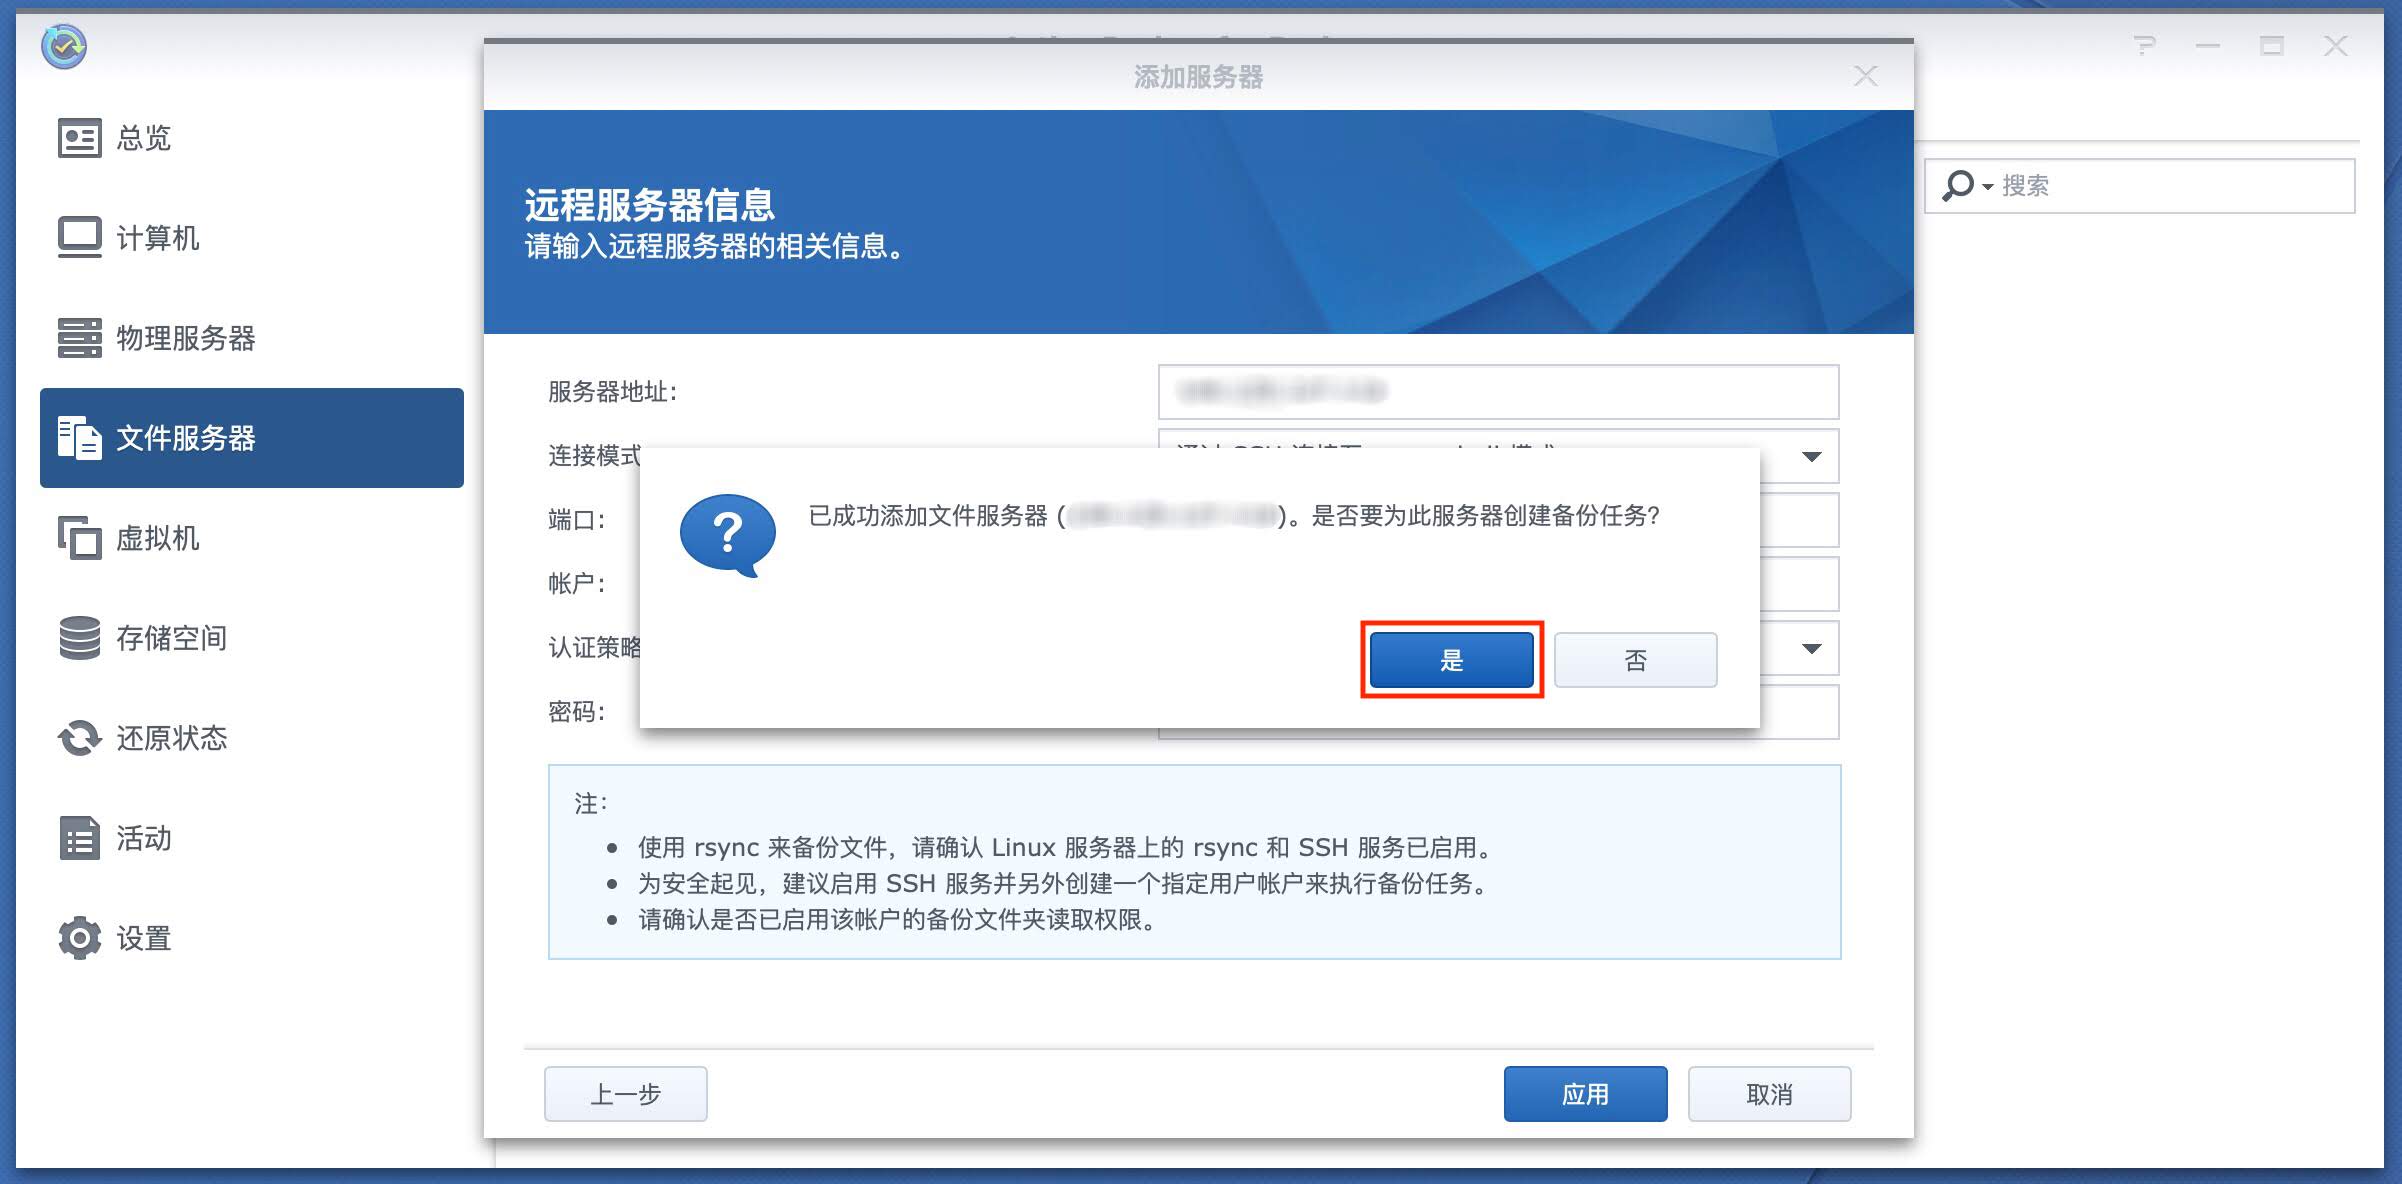 添加服务器
总览
计算机
物理服务器
文件服务器
虚拟机
存储空间
还原状态
活动
设置
搜索
远程服务器信息
请输入远程服务器的相关信息。
服务器地址:
连接模式
端口:
帐户:
认证策略
密码:
已成功添加文件服务器 ( )。是否要为此服务器创建备份任务?
是
否
注:
使用 rsync 来备份文件，请确认 Linux 服务器上的 rsync 和 SSH 服务已启用。
为安全起见，建议启用 SSH 服务并另外创建一个指定用户帐户来执行备份任务。
请确认是否已启用该帐户的备份文件夹读取权限。
上一步
应用
取消